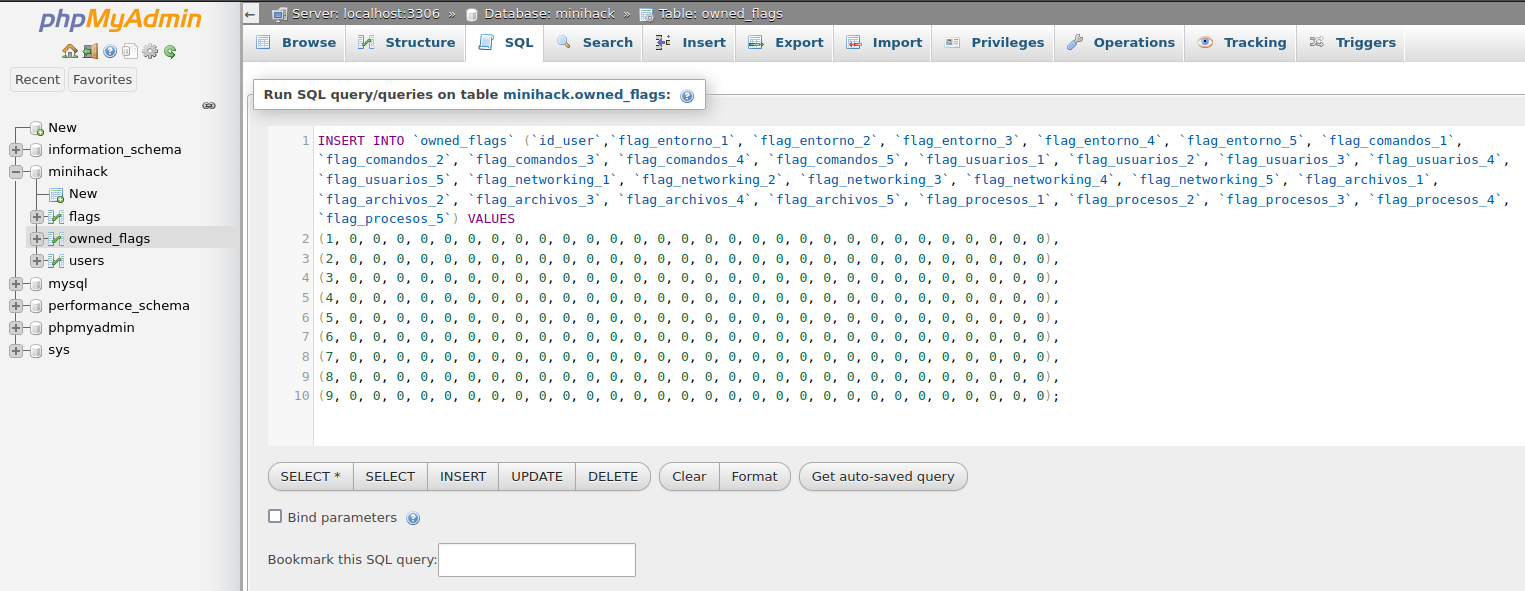 phpMyAdmin
Recent Favorites
New
information_schema
minihack
New
flags
owned_flags
users
mysql
performance_schema
phpmyadmin
sys
← Server: localhost:3306 » Database: minihack » Table: owned_flags
Browse Structure SQL Search Insert Export Import Privileges Operations Tracking Triggers
Run SQL query/queries on table minihack.owned_flags:
1 INSERT INTO `owned_flags` (`id_user`,`flag_entorno_1`, `flag_entorno_2`, `flag_entorno_3`, `flag_entorno_4`, `flag_entorno_5`, `flag_comandos_1`,
`flag_comandos_2`, `flag_comandos_3`, `flag_comandos_4`, `flag_comandos_5`, `flag_usuarios_1`, `flag_usuarios_2`, `flag_usuarios_3`, `flag_usuarios_4`,
`flag_usuarios_5`, `flag_networking_1`, `flag_networking_2`, `flag_networking_3`, `flag_networking_4`, `flag_networking_5`, `flag_archivos_1`,
`flag_archivos_2`, `flag_archivos_3`, `flag_archivos_4`, `flag_archivos_5`, `flag_procesos_1`, `flag_procesos_2`, `flag_procesos_3`, `flag_procesos_4`,
`flag_procesos_5`) VALUES
2 (1, 0, 0, 0, 0, 0, 0, 0, 0, 0, 0, 0, 0, 0, 0, 0, 0, 0, 0, 0, 0, 0, 0, 0, 0, 0, 0, 0, 0, 0, 0),
3 (2, 0, 0, 0, 0, 0, 0, 0, 0, 0, 0, 0, 0, 0, 0, 0, 0, 0, 0, 0, 0, 0, 0, 0, 0, 0, 0, 0, 0, 0, 0),
4 (3, 0, 0, 0, 0, 0, 0, 0, 0, 0, 0, 0, 0, 0, 0, 0, 0, 0, 0, 0, 0, 0, 0, 0, 0, 0, 0, 0, 0, 0, 0),
5 (4, 0, 0, 0, 0, 0, 0, 0, 0, 0, 0, 0, 0, 0, 0, 0, 0, 0, 0, 0, 0, 0, 0, 0, 0, 0, 0, 0, 0, 0, 0),
6 (5, 0, 0, 0, 0, 0, 0, 0, 0, 0, 0, 0, 0, 0, 0, 0, 0, 0, 0, 0, 0, 0, 0, 0, 0, 0, 0, 0, 0, 0, 0),
7 (6, 0, 0, 0, 0, 0, 0, 0, 0, 0, 0, 0, 0, 0, 0, 0, 0, 0, 0, 0, 0, 0, 0, 0, 0, 0, 0, 0, 0, 0, 0),
8 (7, 0, 0, 0, 0, 0, 0, 0, 0, 0, 0, 0, 0, 0, 0, 0, 0, 0, 0, 0, 0, 0, 0, 0, 0, 0, 0, 0, 0, 0, 0),
9 (8, 0, 0, 0, 0, 0, 0, 0, 0, 0, 0, 0, 0, 0, 0, 0, 0, 0, 0, 0, 0, 0, 0, 0, 0, 0, 0, 0, 0, 0, 0),
10 (9, 0, 0, 0, 0, 0, 0, 0, 0, 0, 0, 0, 0, 0, 0, 0, 0, 0, 0, 0, 0, 0, 0, 0, 0, 0, 0, 0, 0, 0, 0);
SELECT * SELECT INSERT UPDATE DELETE Clear Format Get auto-saved query
Bind parameters
Bookmark this SQL query: